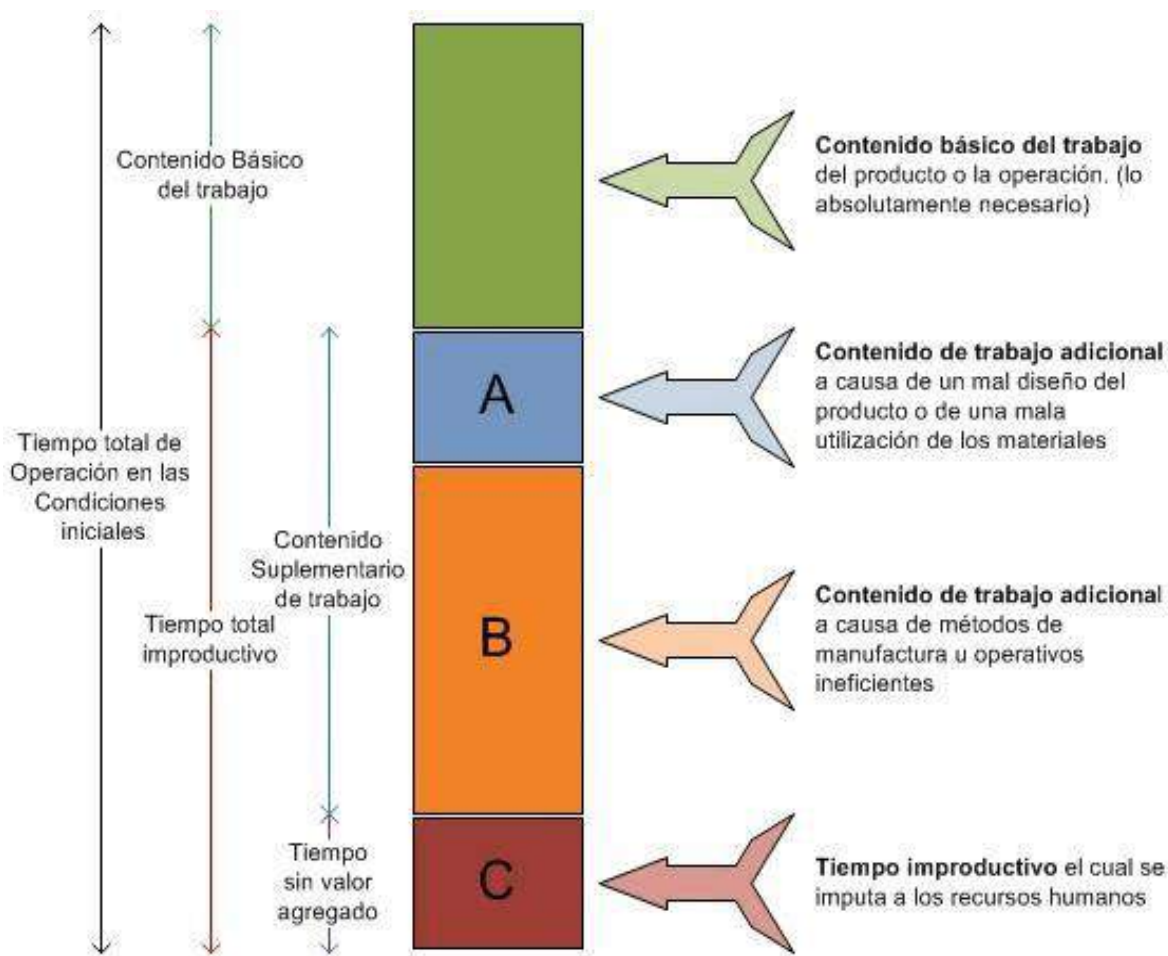 Contenido Básico
del trabajo
Tiempo total de
Operación en las
Condiciones
iniciales
Tiempo total
improductivo
Contenido
Suplementario
de trabajo
Tiempo
sin valor
agregado
A
B
C
Contenido básico del trabajo
del producto o la operación. (lo
absolutamente necesario)
Contenido de trabajo adicional
a causa de un mal diseño del
producto o de una mala
utilización de los materiales
Contenido de trabajo adicional
a causa de métodos de
manufactura u operativos
ineficientes
Tiempo improductivo el cual se
imputa a los recursos humanos